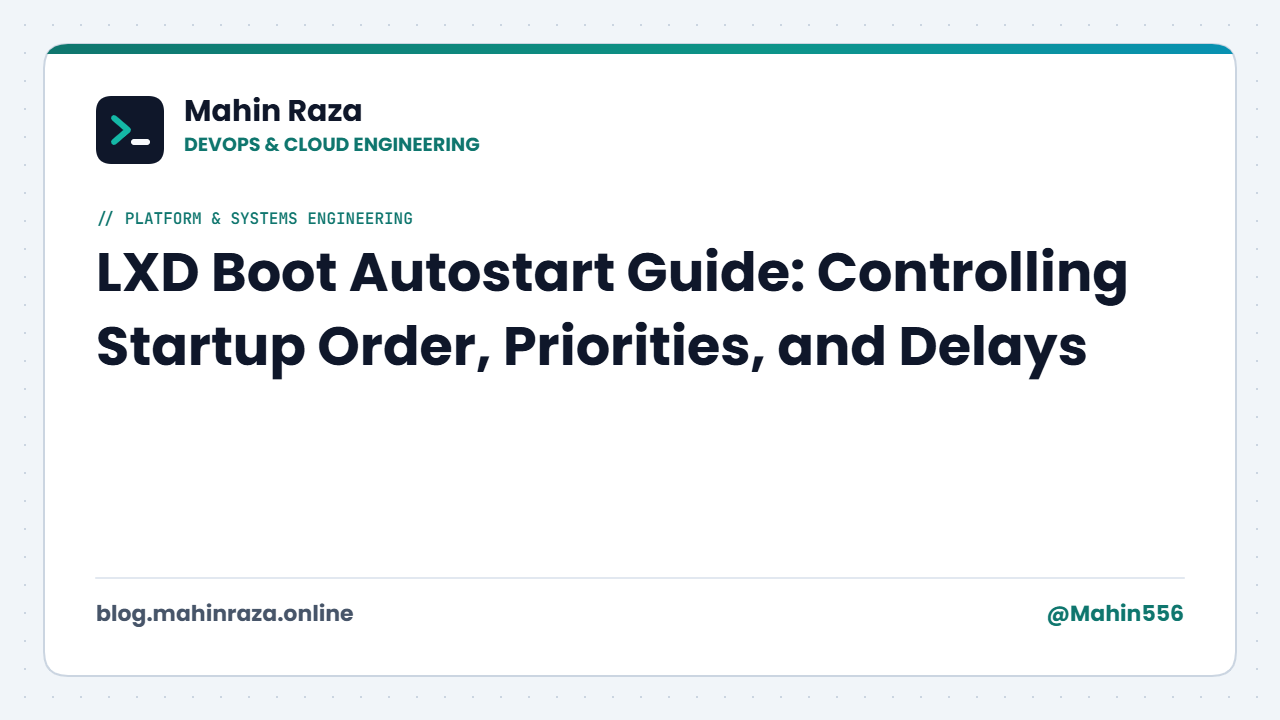 Mahin Raza
DEVOPS & CLOUD ENGINEERING
// PLATFORM & SYSTEMS ENGINEERING
LXD Boot Autostart Guide: Controlling
Startup Order, Priorities, and Delays
blog.mahinraza.online
@Mahin556